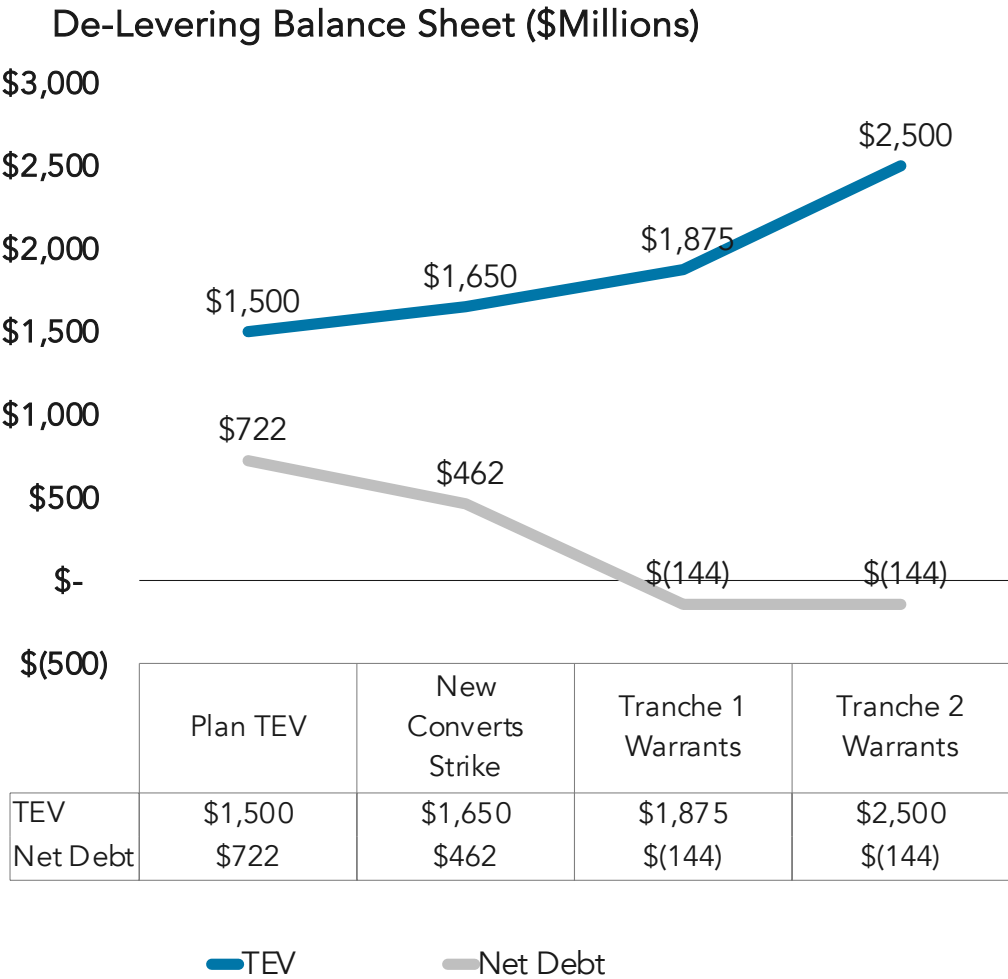 De-Levering Balance Sheet ($Millions)
$3,000
$2,500
$2,000
$1,500
$1,000
$500
$-
$(500)
$1,500
$1,650
$1,875
$2,500
$722
$462
$(144)
$(144)
Plan TEV
New
Converts
Strike
Tranche 1
Warrants
Tranche 2
Warrants
TEV $1,500 $1,650 $1,875 $2,500
Net Debt $722 $462 $(144) $(144)
TEV Net Debt